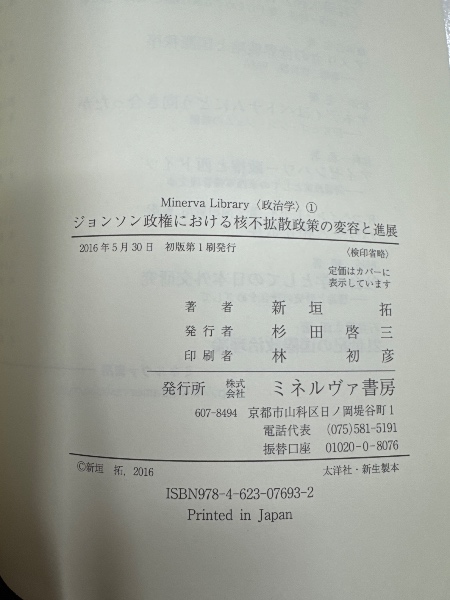 Minerva Library〈政治学〉①
ジョンソン政権における核不拡散政策の変容と進展
2016年5月30日　初版第1刷発行　〈検印省略〉
定価はカバーに
表示しています
著者　新垣　拓
発行者　杉田啓三
印刷者　林　初彦
発行所　株式会社　ミネルヴァ書房
607-8494　京都市山科区日ノ岡堤谷町1
電話代表　(075)581-5191
振替口座　01020-0-8076
©新垣　拓, 2016　太洋社・新生製本
ISBN978-4-623-07693-2
Printed in Japan